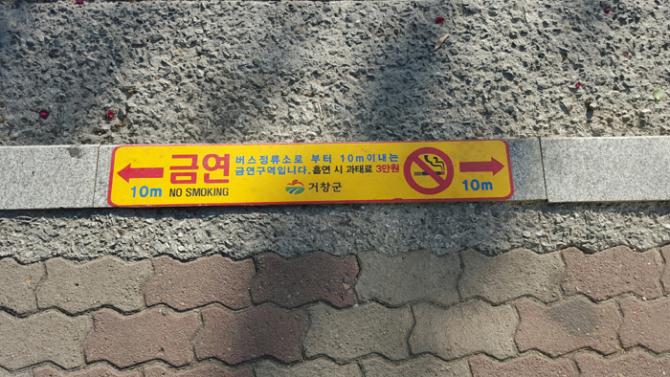 금연
10m NO SMOKING
버스정류소로 부터 10m이내는
금연구역입니다. 흡연 시 과태료 3만원
거창군
10m